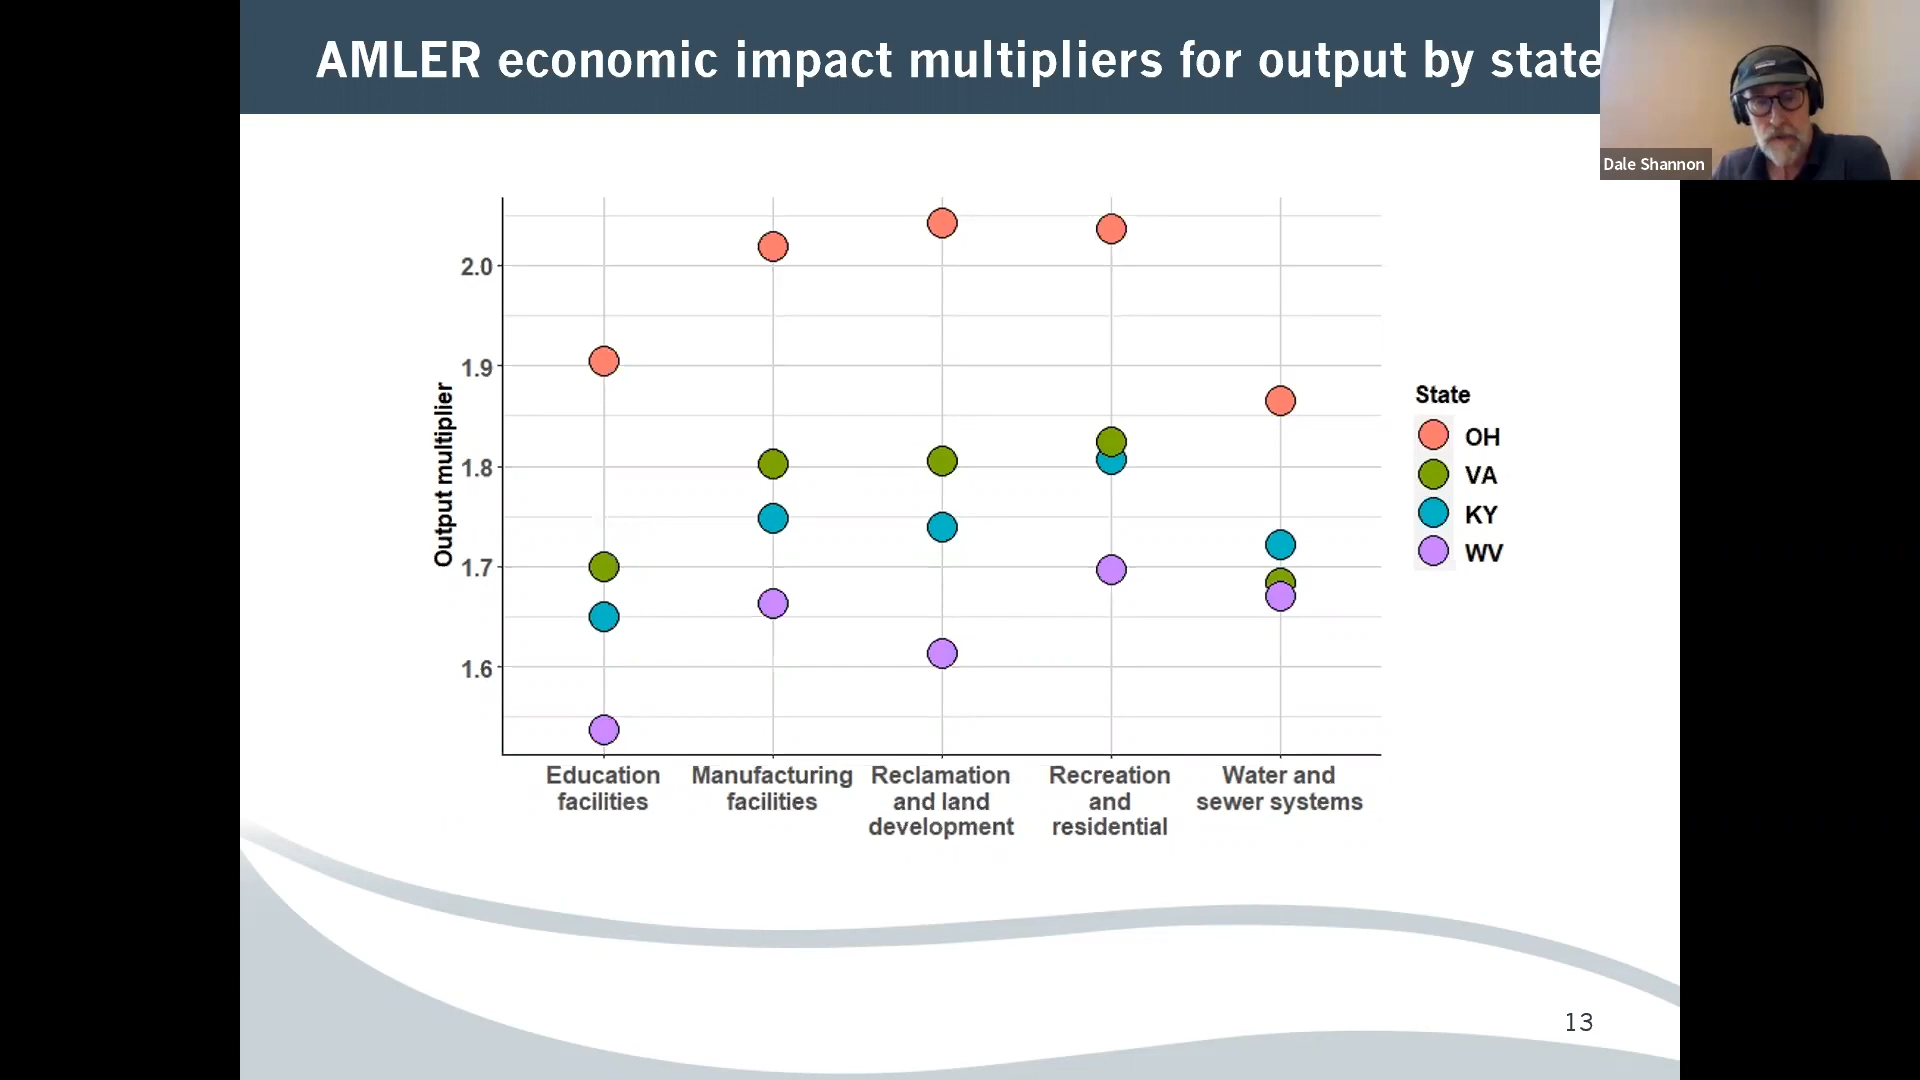 AMLER economic impact multipliers for output by state
Dale Shannon
Output multiplier
2.0
1.9
1.8
1.7
1.6
Education
facilities
Manufacturing
facilities
Reclamation
and land
development
Recreation
and
residential
Water and
sewer systems
State
OH
VA
KY
WV
13